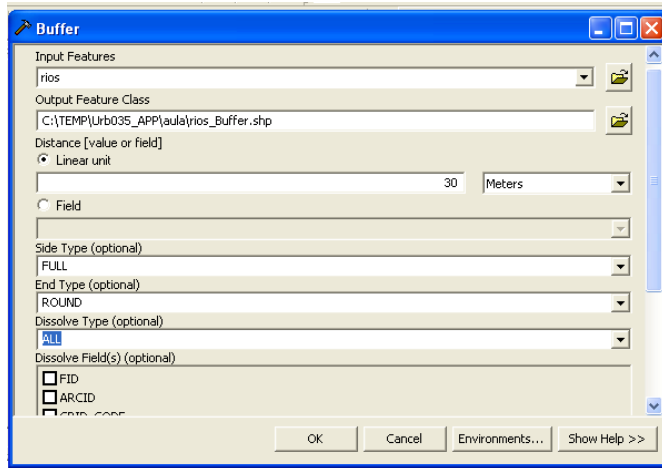 Buffer
Input Features
rios
Output Feature Class
C:\TEMP\Urb035_APP\aula\rios_Buffer.shp
Distance [value or field]
Linear unit
30 Meters
Field
Side Type (optional)
FULL
End Type (optional)
ROUND
Dissolve Type (optional)
ALL
Dissolve Field(s) (optional)
FID
ARCID
GRID_CODE
OK Cancel Environments... Show Help >>